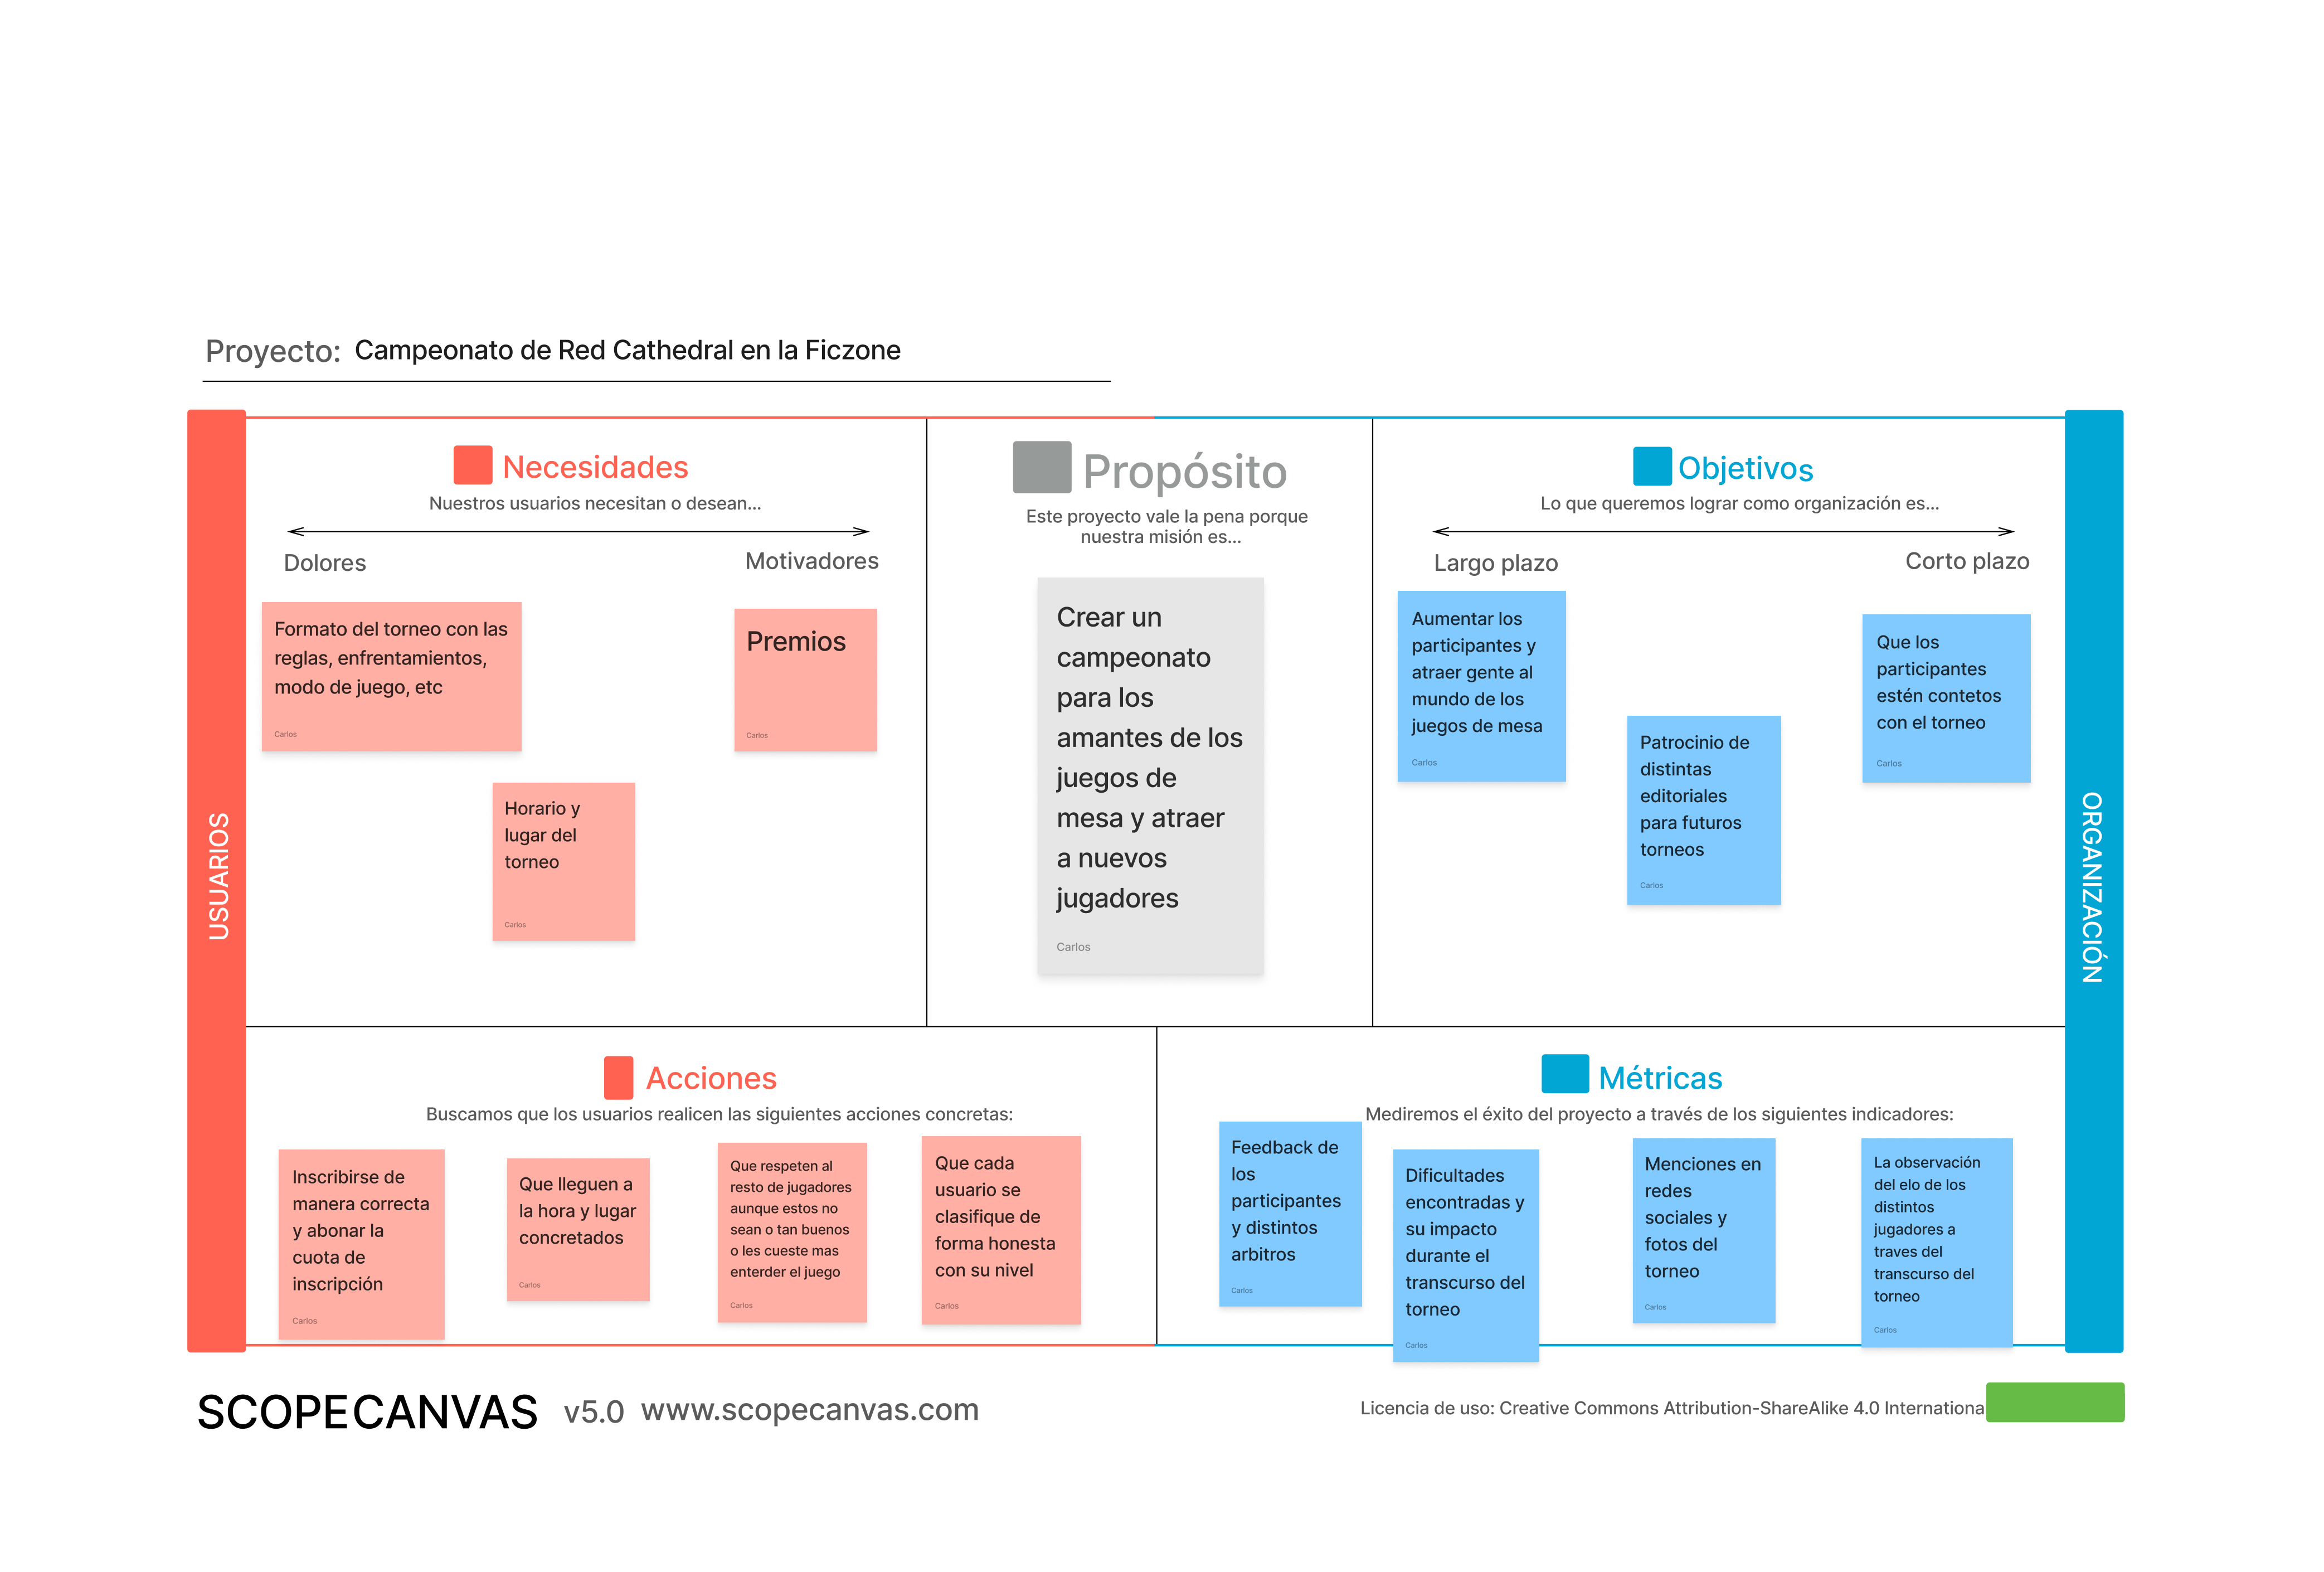 Proyecto: Campeonato de Red Cathedral en la Ficzone
USUARIOS
Necesidades
Nuestros usuarios necesitan o desean...
Dolores
Motivadores
Formato del torneo con las
reglas, enfrentamientos,
modo de juego, etc
Carlos
Premios
Carlos
Horario y
lugar del
torneo
Carlos
Propósito
Este proyecto vale la pena porque
nuestra misión es...
Crear un
campeonato
para los
amantes de los
juegos de
mesa y atraer
a nuevos
jugadores
Carlos
Objetivos
Lo que queremos lograr como organización es...
Largo plazo
Corto plazo
Aumentar los
participantes y
atraer gente al
mundo de los
juegos de mesa
Carlos
Patrocinio de
distintas
editoriales
para futuros
torneos
Carlos
Que los
participantes
estén contetos
con el torneo
Carlos
ORGANIZACIÓN
Acciones
Buscamos que los usuarios realicen las siguientes acciones concretas:
Inscribirse de
manera correcta
y abonar la
cuota de
inscripción
Carlos
Que lleguen a
la hora y lugar
concretados
Carlos
Que respeten al
resto de jugadores
aunque estos no
sean o tan buenos
o les cueste mas
enterder el juego
Carlos
Que cada
usuario se
clasifique de
forma honesta
con su nivel
Carlos
Métricas
Mediremos el éxito del proyecto a través de los siguientes indicadores:
Feedback de
los
participantes
y distintos
arbitros
Carlos
Dificultades
encontradas y
su impacto
durante el
transcurso del
torneo
Carlos
Menciones en
redes
sociales y
fotos del
torneo
Carlos
La observación
del elo de los
distintos
jugadores a
traves del
transcurso del
torneo
Carlos
SCOPECANVAS v5.0 www.scopecanvas.com
Licencia de uso: Creative Commons Attribution-ShareAlike 4.0 Internationa